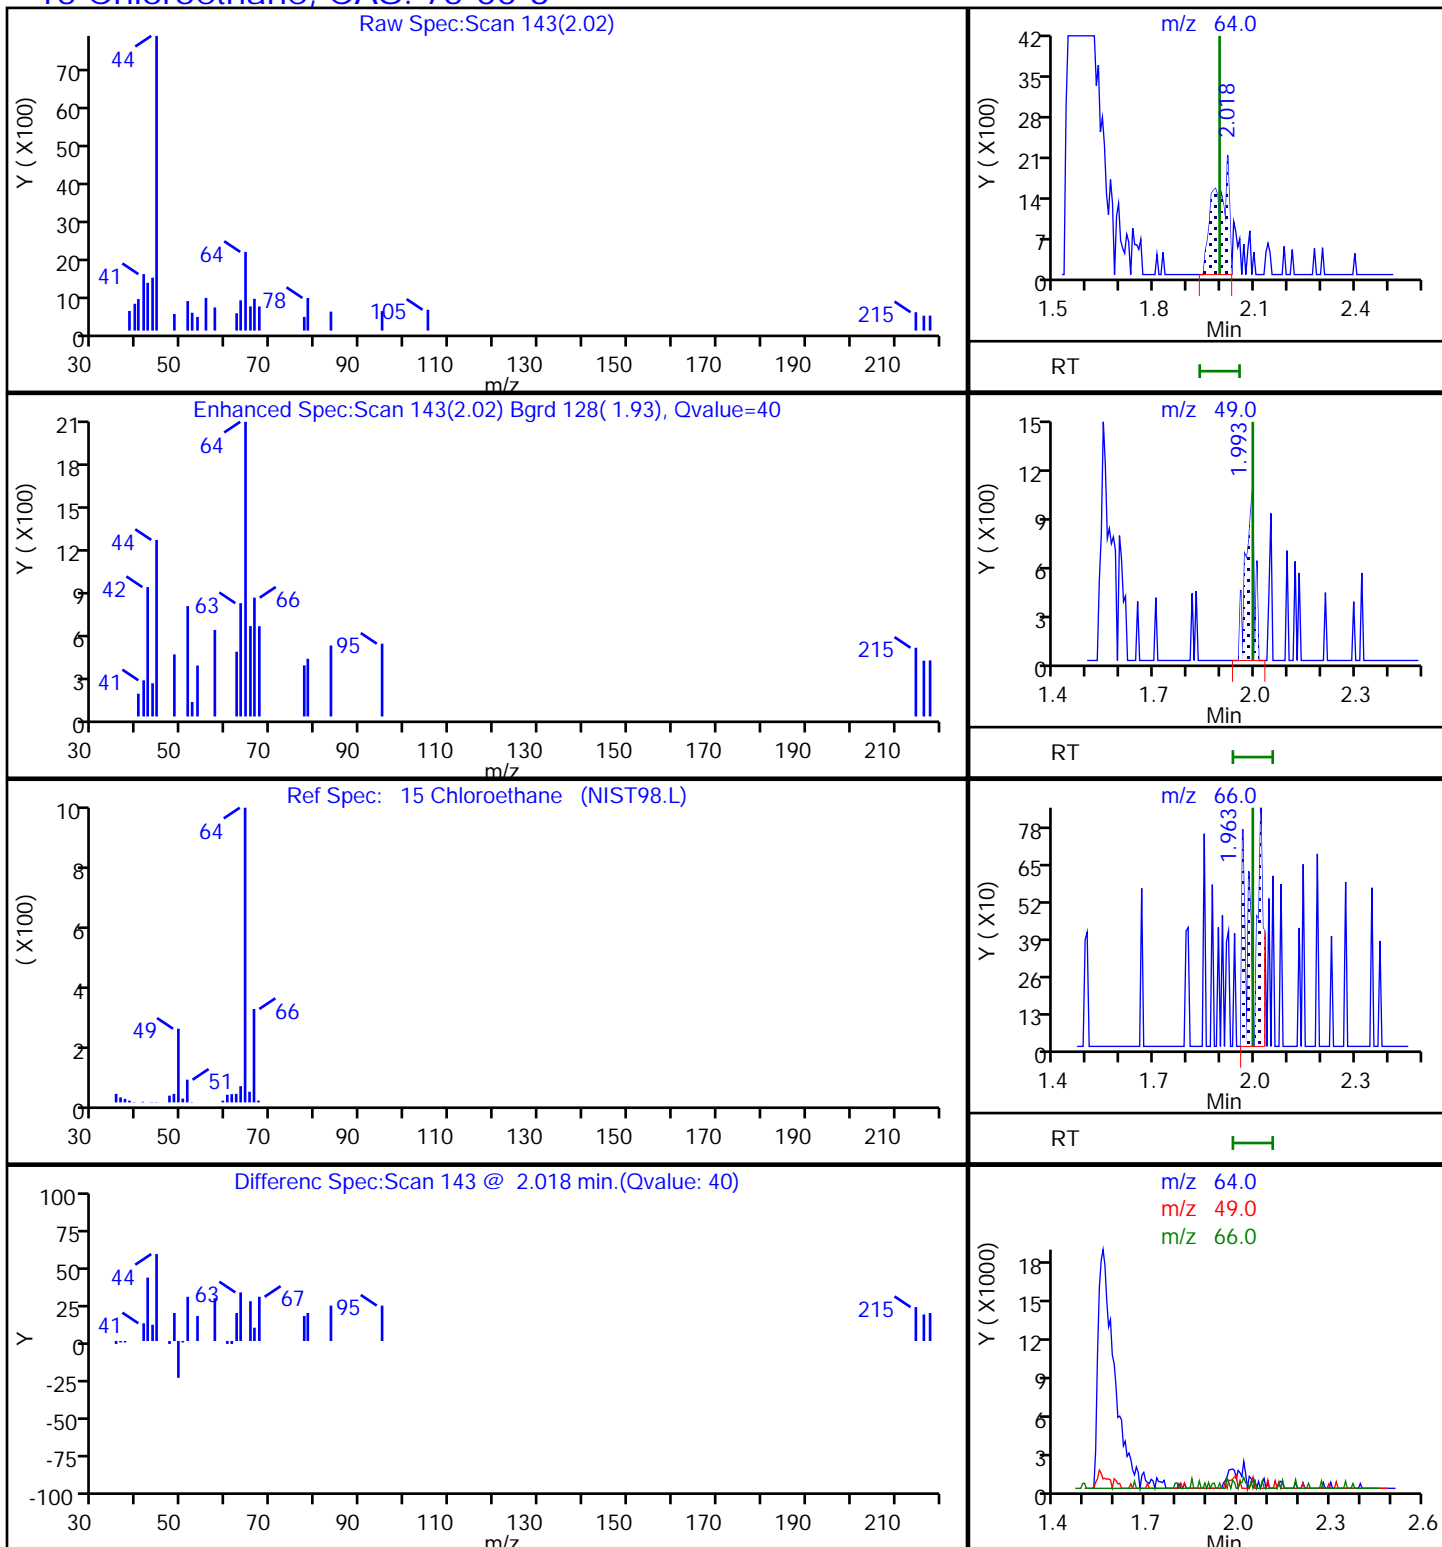 15 Chloroethane, CAS: 75-00-3
Raw Spec:Scan 143(2.02)
Y ( X100)
70
60
50
40
30
20
10
0
44
41
64
78
105
215
30 50 70 90 110 130 150 170 190 210
m/z
m/z 64.0
Y ( X100)
42
35
28
21
14
7
0
2.018
1.5 1.8 2.1 2.4
Min
RT
Enhanced Spec:Scan 143(2.02) Bgrd 128( 1.93), Qvalue=40
Y ( X100)
21
18
15
12
9
6
3
0
64
44
42
63
66
41
95
215
30 50 70 90 110 130 150 170 190 210
m/z
m/z 49.0
Y ( X100)
15
12
9
6
3
0
1.993
1.4 1.7 2.0 2.3
Min
RT
Ref Spec: 15 Chloroethane (NIST98.L)
( X100)
10
8
6
4
2
0
64
49
66
51
30 50 70 90 110 130 150 170 190 210
m/z 66.0
Y ( X10)
78
65
52
39
26
13
0
1.963
1.4 1.7 2.0 2.3
Min
RT
Differenc Spec:Scan 143 @ 2.018 min.(Qvalue: 40)
Y
100
75
50
25
0
-25
-50
-75
-100
44
41
63
67
95
215
30 50 70 90 110 130 150 170 190 210
m/z
m/z 64.0
m/z 49.0
m/z 66.0
Y ( X1000)
18
15
12
9
6
3
0
1.4 1.7 2.0 2.3 2.6
Min